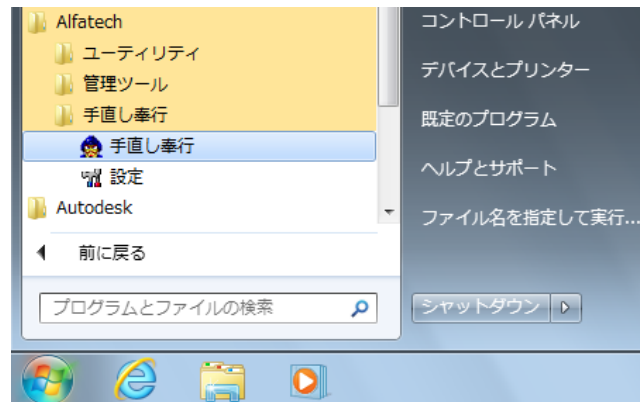 Alfatech
ユーティリティ
管理ツール
手直し奉行
手直し奉行
設定
Autodesk
前に戻る
プログラムとファイルの検索
コントロール パネル
デバイスとプリンター
既定のプログラム
ヘルプとサポート
ファイル名を指定して実行...
シャットダウン